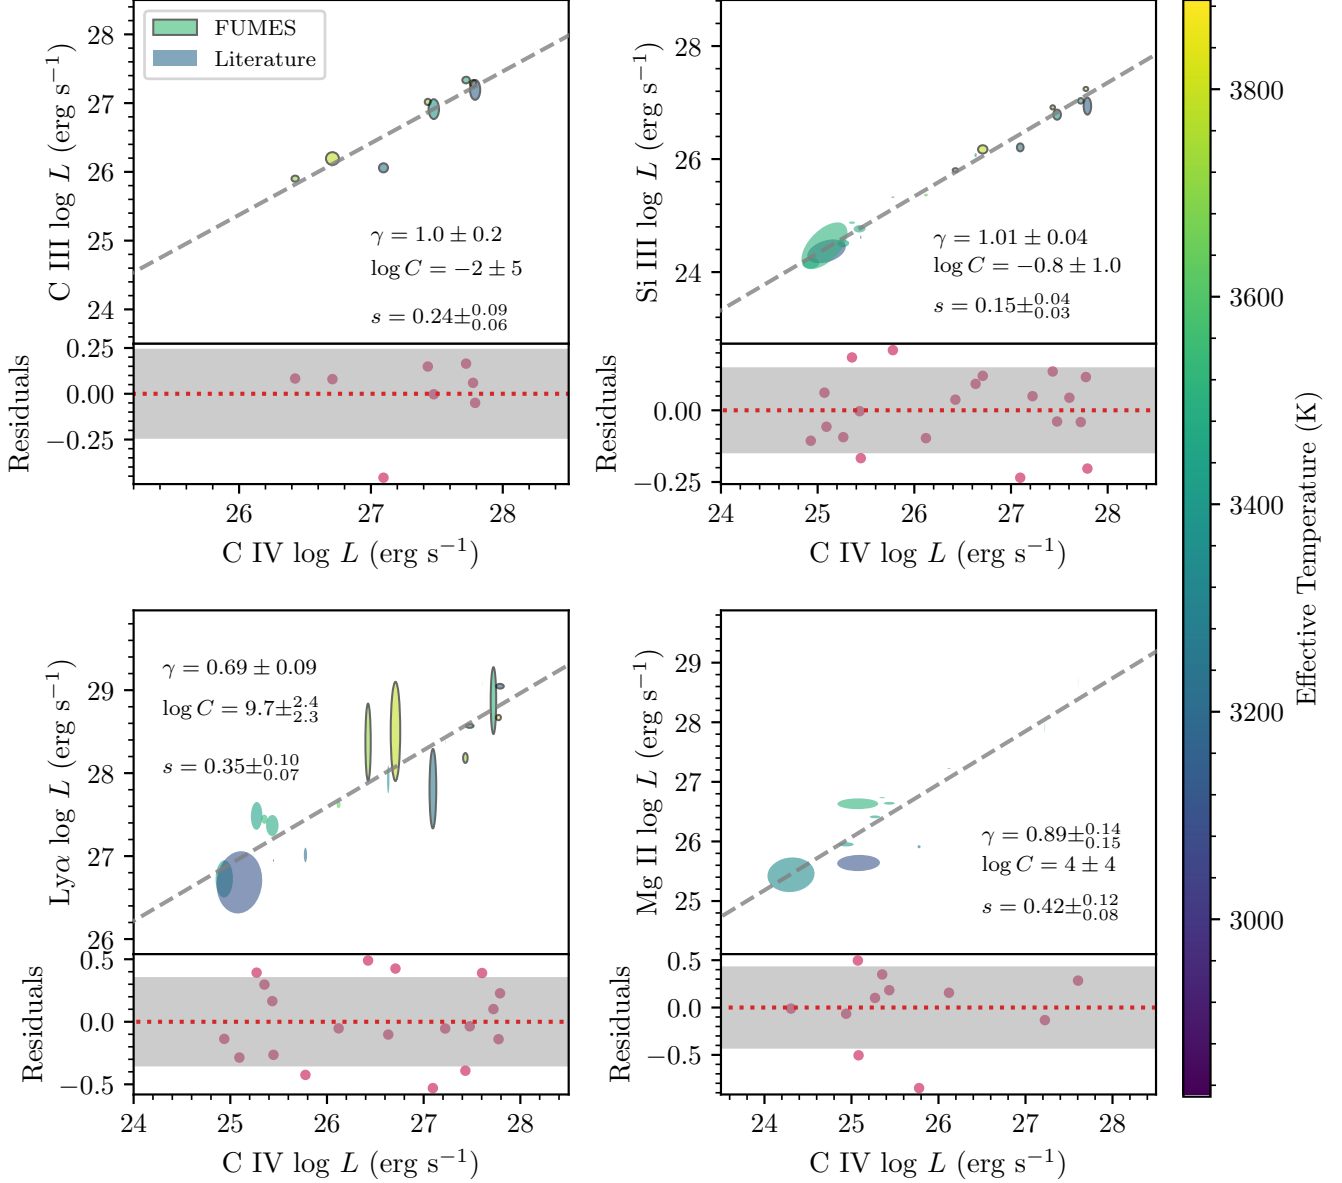 FUMES
Literature
C III log L (erg s⁻¹)
28
27
26
25
24
γ = 1.0 ± 0.2
log C = −2 ± 5
s = 0.24±0.09 0.06
Residuals
0.25
0.00
−0.25
26 27 28
C IV log L (erg s⁻¹)
Si III log L (erg s⁻¹)
28
26
24
γ = 1.01 ± 0.04
log C = −0.8 ± 1.0
s = 0.15±0.04 0.03
Residuals
0.00
−0.25
24 25 26 27 28
C IV log L (erg s⁻¹)
Lyα log L (erg s⁻¹)
29
28
27
26
γ = 0.69 ± 0.09
log C = 9.7±2.4 2.3
s = 0.35±0.10 0.07
Residuals
0.5
0.0
−0.5
24 25 26 27 28
C IV log L (erg s⁻¹)
Mg II log L (erg s⁻¹)
29
28
27
26
25
γ = 0.89±0.14 0.15
log C = 4 ± 4
s = 0.42±0.12 0.08
Residuals
0.5
0.0
−0.5
24 25 26 27 28
C IV log L (erg s⁻¹)
3800
3600
3400
3200
3000
Effective Temperature (K)